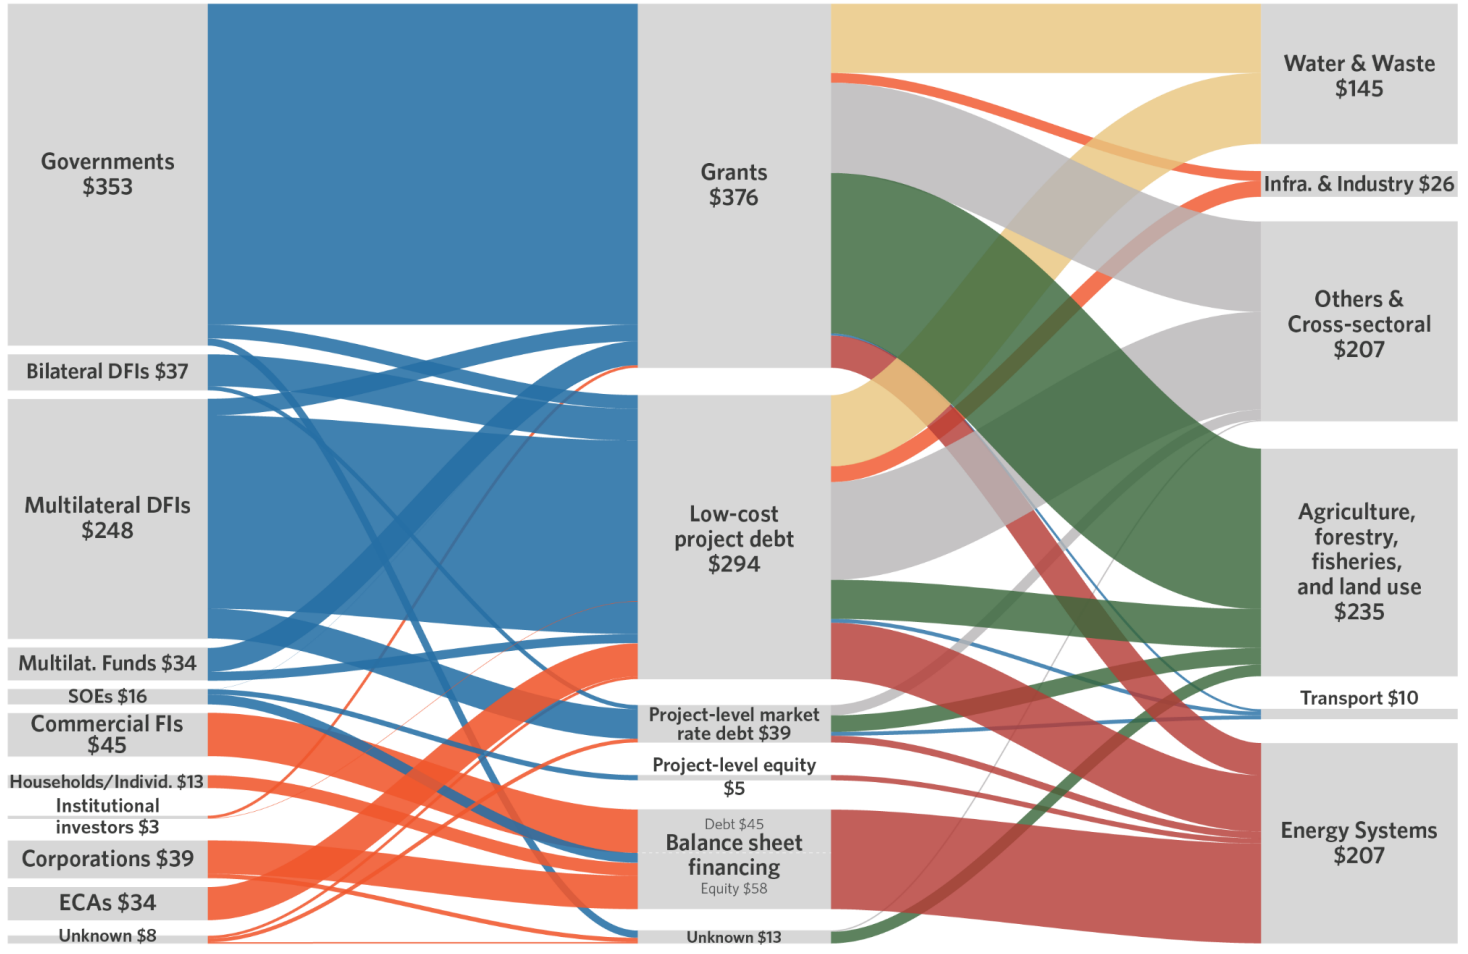 Governments
$353
Bilateral DFIs $37
Multilateral DFIs
$248
Multilat. Funds $34
SOEs $16
Commercial FIs
$45
Households/Individ. $13
Institutional
investors $3
Corporations $39
ECAs $34
Unknown $8
Grants
$376
Low-cost
project debt
$294
Project-level market
rate debt $39
Project-level equity
$5
Debt $45
Balance sheet
financing
Equity $58
Unknown $13
Water & Waste
$145
Infra. & Industry $26
Others &
Cross-sectoral
$207
Agriculture,
forestry,
fisheries,
and land use
$235
Transport $10
Energy Systems
$207